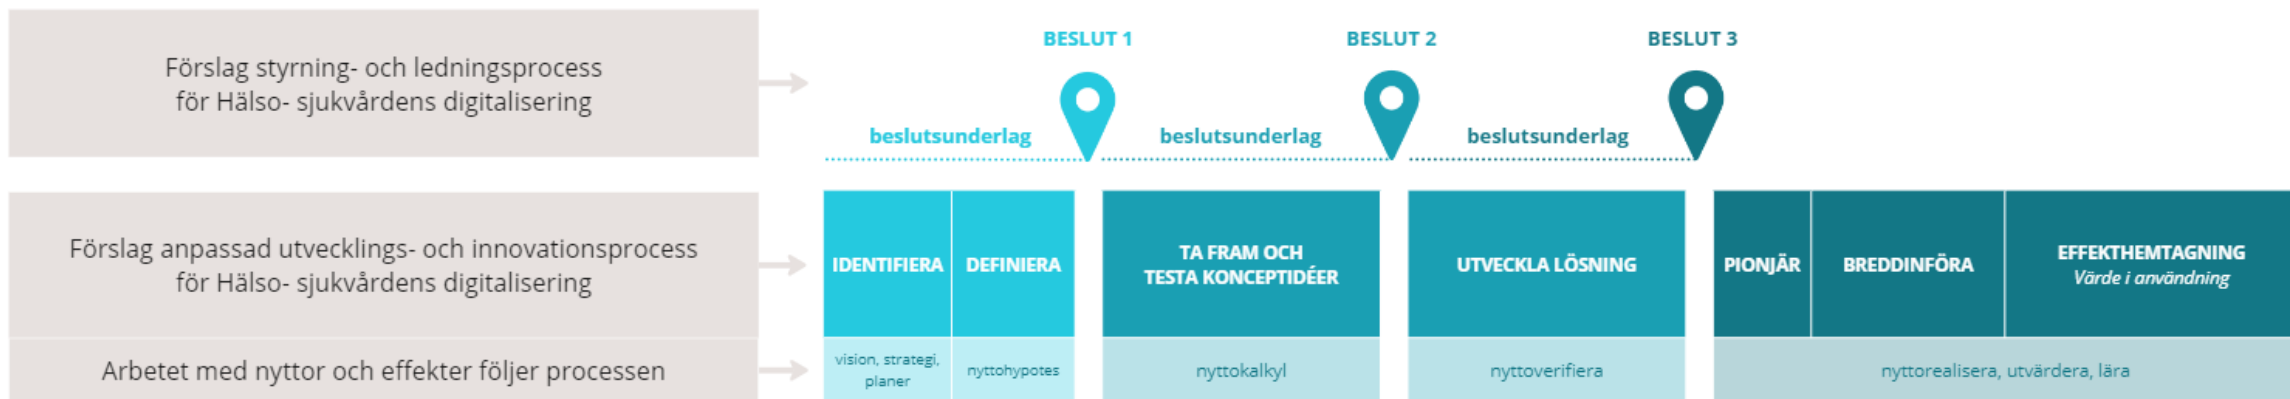 Förslag styrning- och ledningsprocess
för Hälso- sjukvårdens digitalisering
BESLUT 1
BESLUT 2
BESLUT 3
beslutsunderlag
beslutsunderlag
beslutsunderlag
Förslag anpassad utvecklings- och innovationsprocess
för Hälso- sjukvårdens digitalisering
IDENTIFIERA
DEFINIERA
TA FRAM OCH
TESTA KONCEPTIDÉER
UTVECKLA LÖSNING
PIONJÄR
BREDDINFÖRA
EFFEKTHEMTAGNING
Värde i användning
Arbetet med nyttor och effekter följer processen
vision, strategi,
planer
nyttohypotes
nyttokalkyl
nyttoverifiera
nyttorealisera, utvärdera, lära